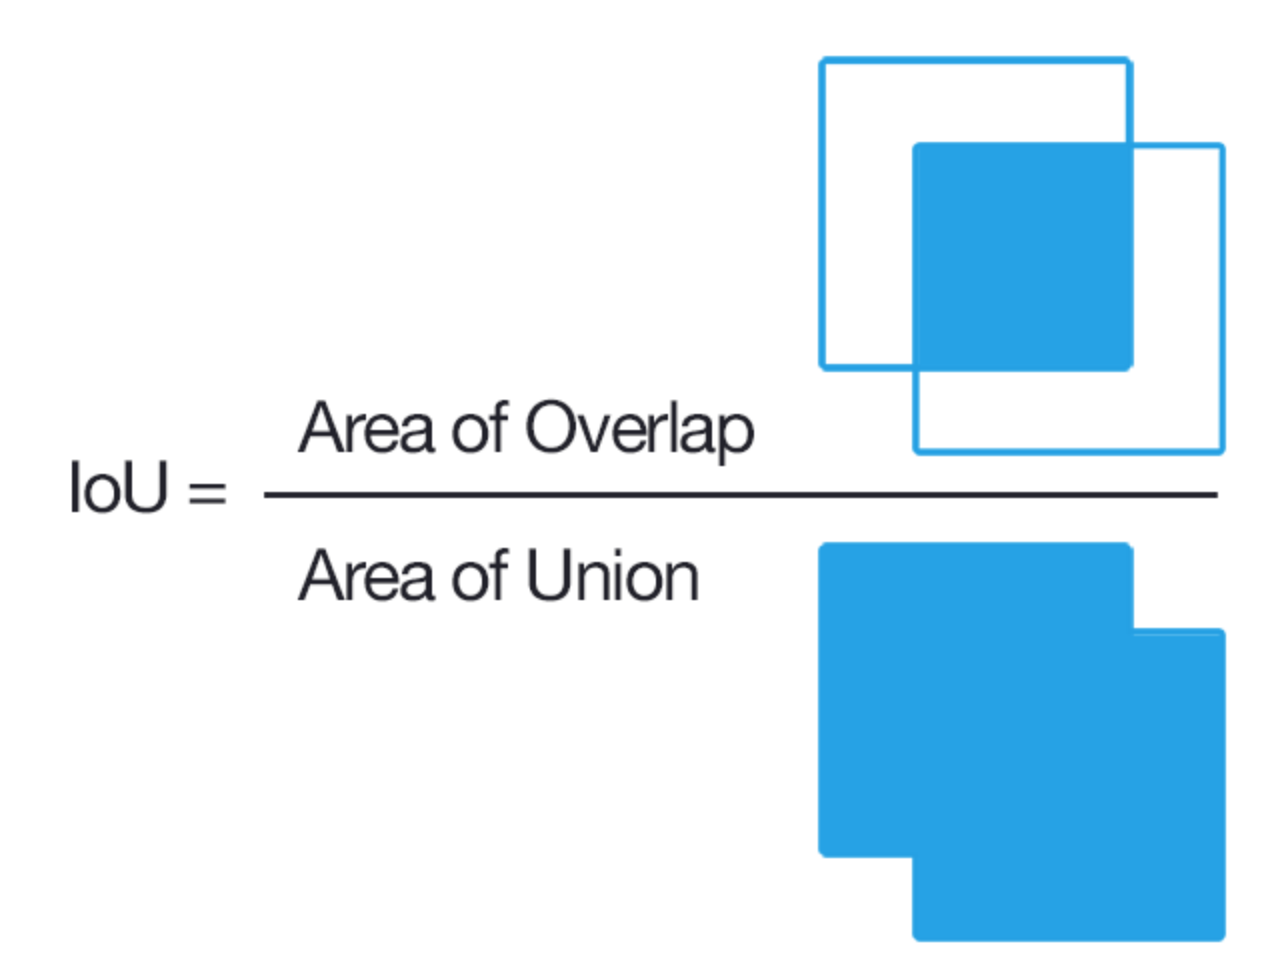 Area of Overlap
IoU =
Area of Union